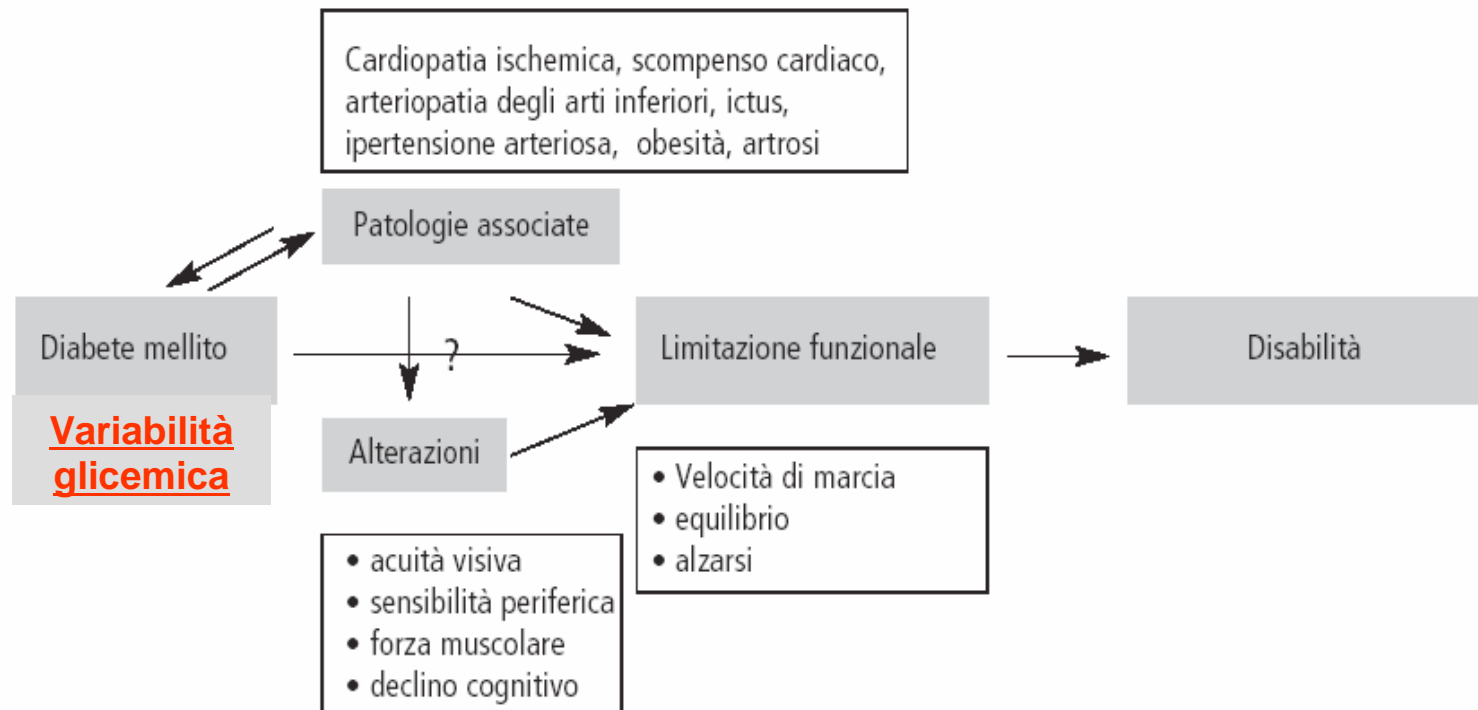 Cardiopatia ischemica, scompenso cardiaco,
arteriopatia degli arti inferiori, ictus,
ipertensione arteriosa, obesità, artrosi
Patologie associate
Diabete mellito
?
Limitazione funzionale
Disabilità
Variabilità
glicemica
Alterazioni
• Velocità di marcia
• equilibrio
• alzarsi
• acuità visiva
• sensibilità periferica
• forza muscolare
• declino cognitivo